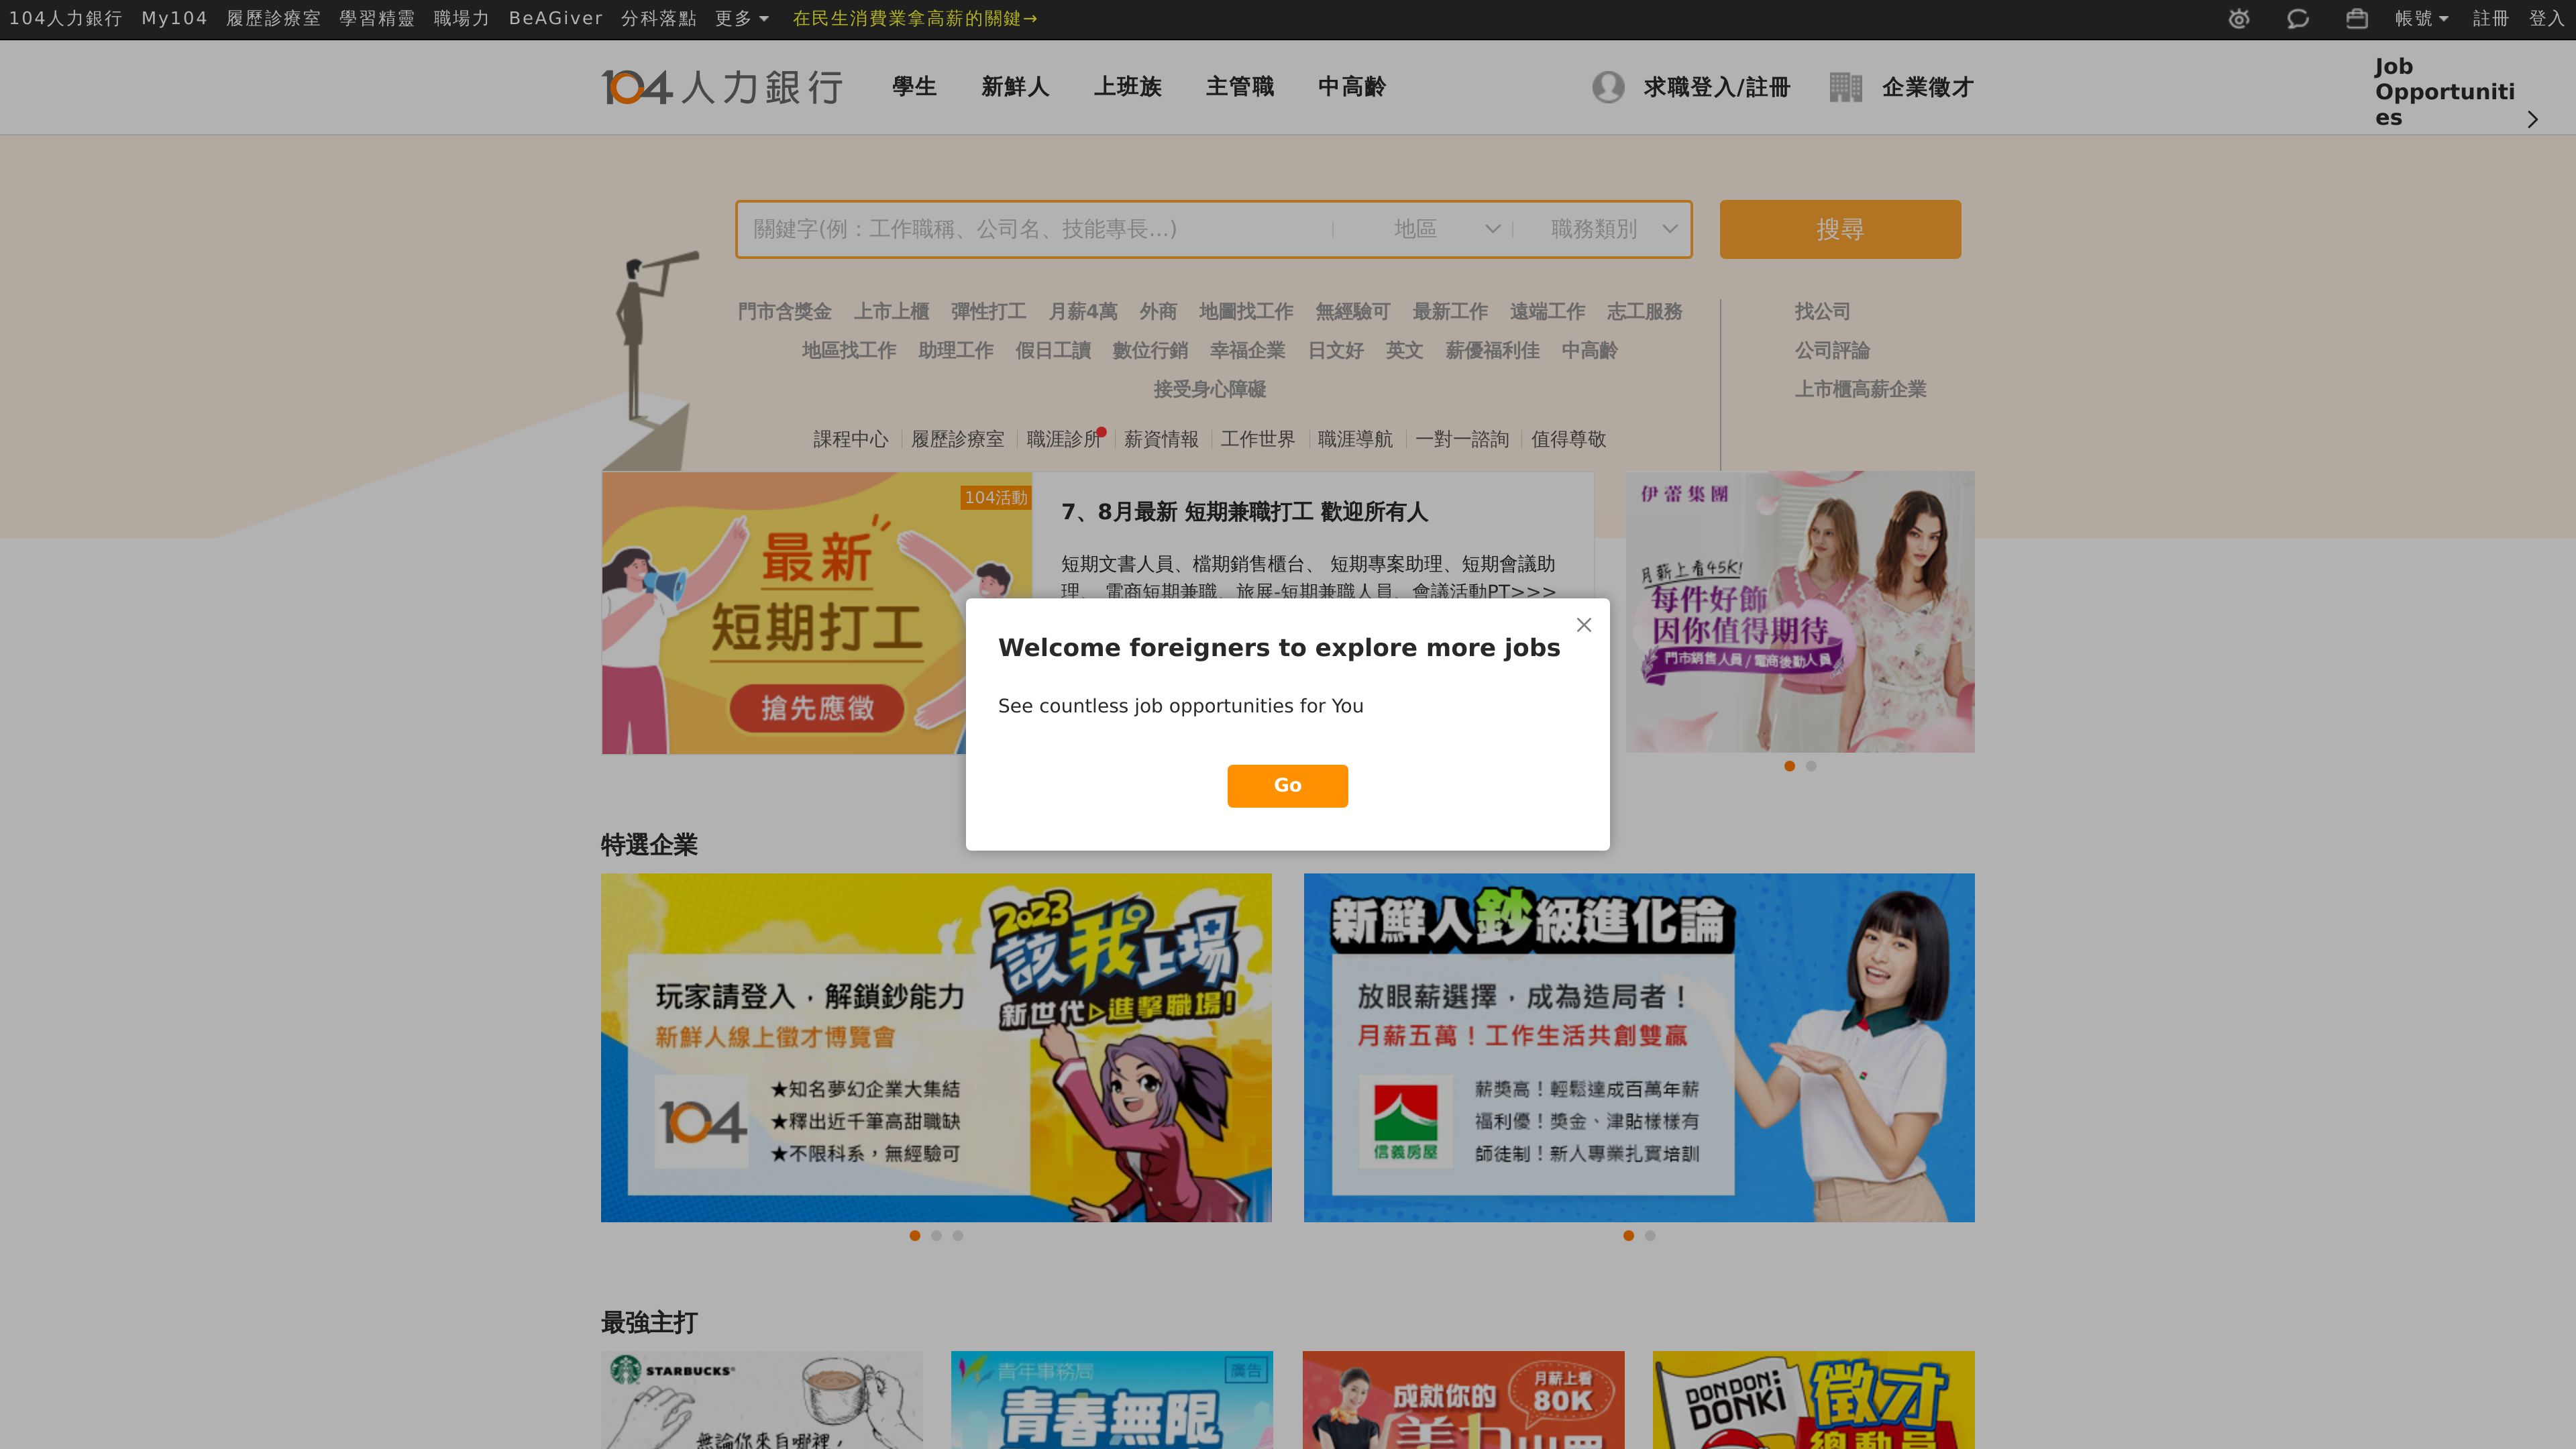 104人力銀行 My104 履歷診療室 學習精靈 職場力 BeAGiver 分科落點 更多 在民生消費業拿高薪的關鍵→ 帳號 註冊 登入
104人力銀行 學生 新鮮人 上班族 主管職 中高齡 求職登入/註冊 企業徵才
Job
Opportuniti
es
關鍵字(例：工作職稱、公司名、技能專長...) 地區 職務類別 搜尋
門市含獎金 上市上櫃 彈性打工 月薪4萬 外商 地圖找工作 無經驗可 最新工作 遠端工作 志工服務 找公司
地區找工作 助理工作 假日工讀 數位行銷 幸福企業 日文好 英文 薪優福利佳 中高齡 公司評論
接受身心障礙 上市櫃高薪企業
課程中心 履歷診療室 職涯診所 薪資情報 工作世界 職涯導航 一對一諮詢 值得尊敬
104活動
最新
短期打工
搶先應徵
7、8月最新 短期兼職打工 歡迎所有人
短期文書人員、檔期銷售櫃台、 短期專案助理、短期會議助
理、 電商短期兼職、旅展-短期兼職人員、會議活動PT>>>
伊蕾集團
月薪上看45K!
每件好飾
因你值得期待
門市銷售人員/電商後勤人員
Welcome foreigners to explore more jobs
See countless job opportunities for You
Go
特選企業
2023
該我上場
新世代▷進擊職場!
玩家請登入，解鎖鈔能力
新鮮人線上徵才博覽會
104
★知名夢幻企業大集結
★釋出近千筆高甜職缺
★不限科系，無經驗可
新鮮人鈔級進化論
放眼薪選擇，成為造局者！
月薪五萬！工作生活共創雙贏
信義房屋
薪獎高！輕鬆達成百萬年薪
福利優！獎金、津貼樣樣有
師徒制！新人專業扎實培訓
最強主打
STARBUCKS
無論你來自哪裡，
青年事務局
廣告
青春無限
成就你的
月薪上看
80K
DON DON:
DONKI
徵才
總動員